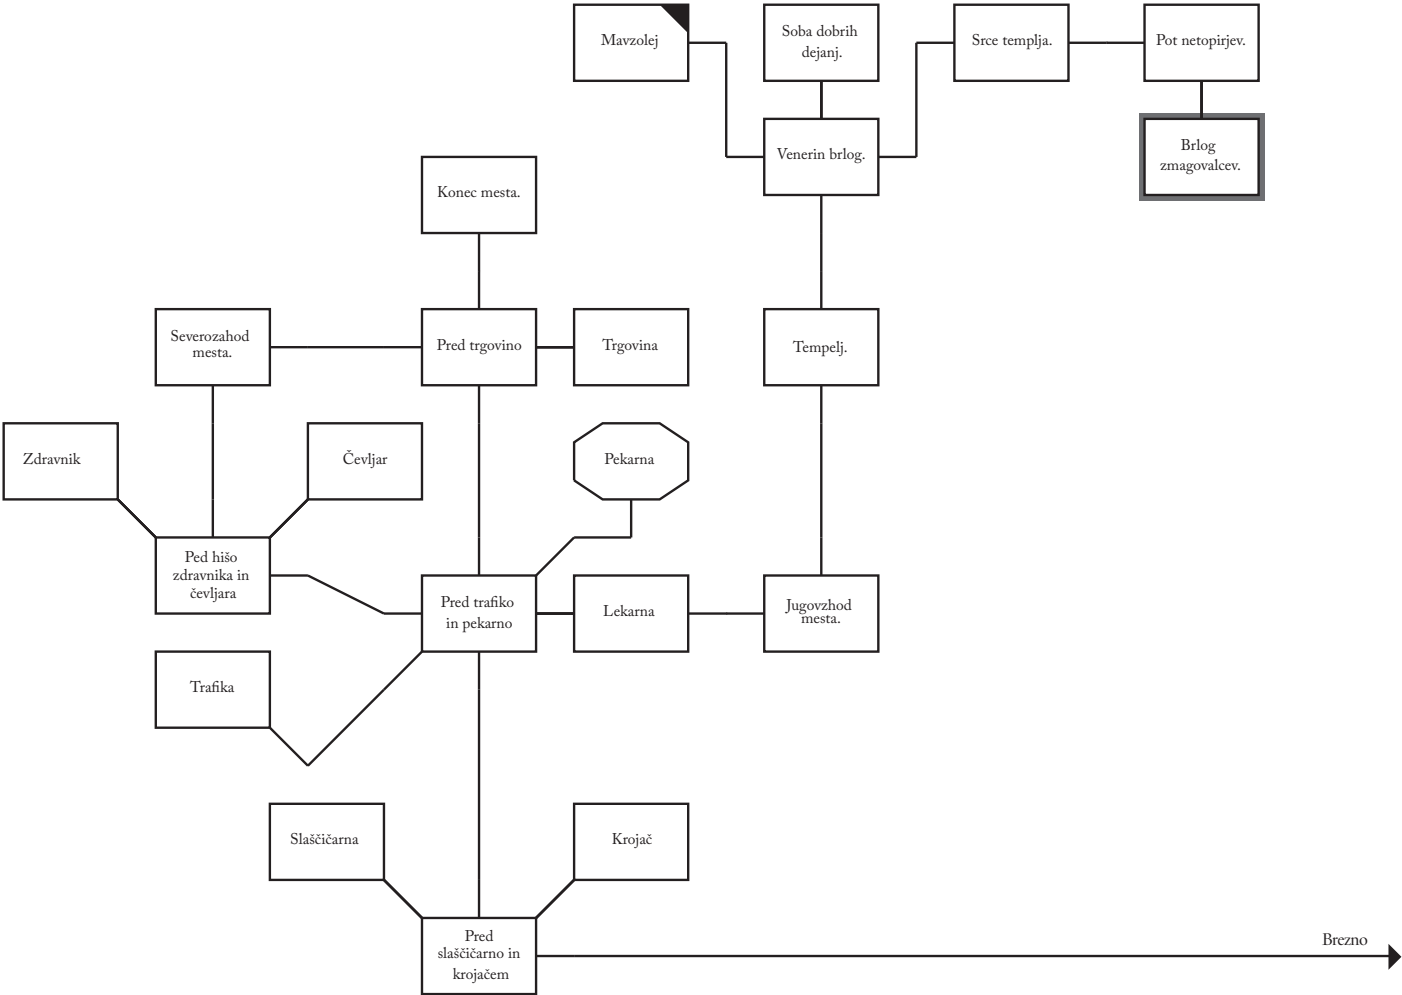 Mavzolej
Soba dobrih
dejanj.
Srce templja.
Pot netopirjev.
Venerin brlog.
Brlog
zmagovalcev.
Konec mesta.
Severozahod
mesta.
Pred trgovino
Trgovina
Tempelj.
Zdravnik
Čevljar
Pekarna
Ped hišo
zdravnika in
čevljara
Pred trafiko
in pekarno
Lekarna
Jugovzhod
mesta.
Trafika
Slaščičarna
Krojač
Pred
slaščičarno in
krojačem
Brezno